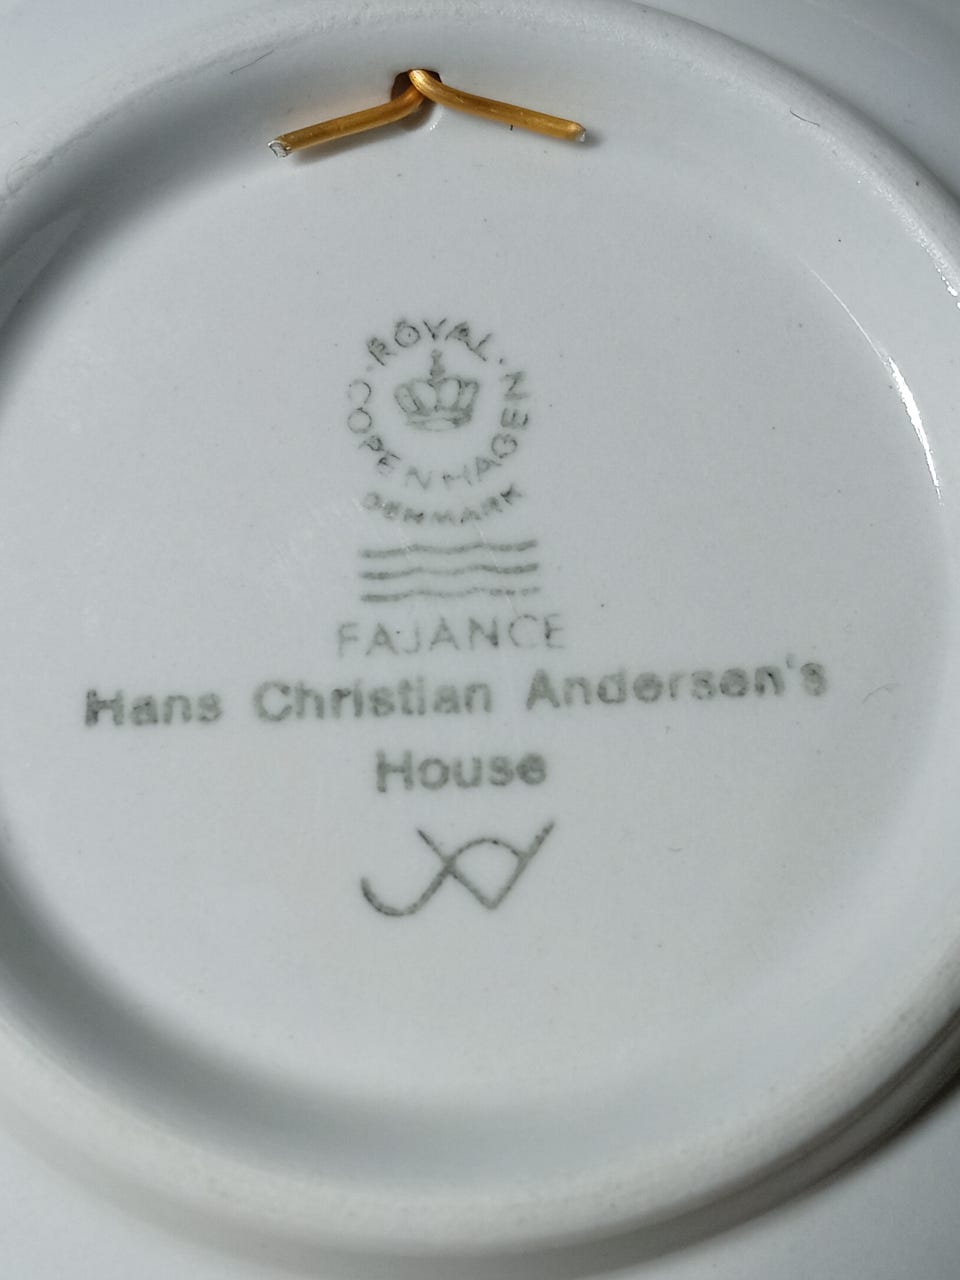 ROYAL
COPENHAGEN
DENMARK
FAJANCE
Hans Christian Andersen's
House